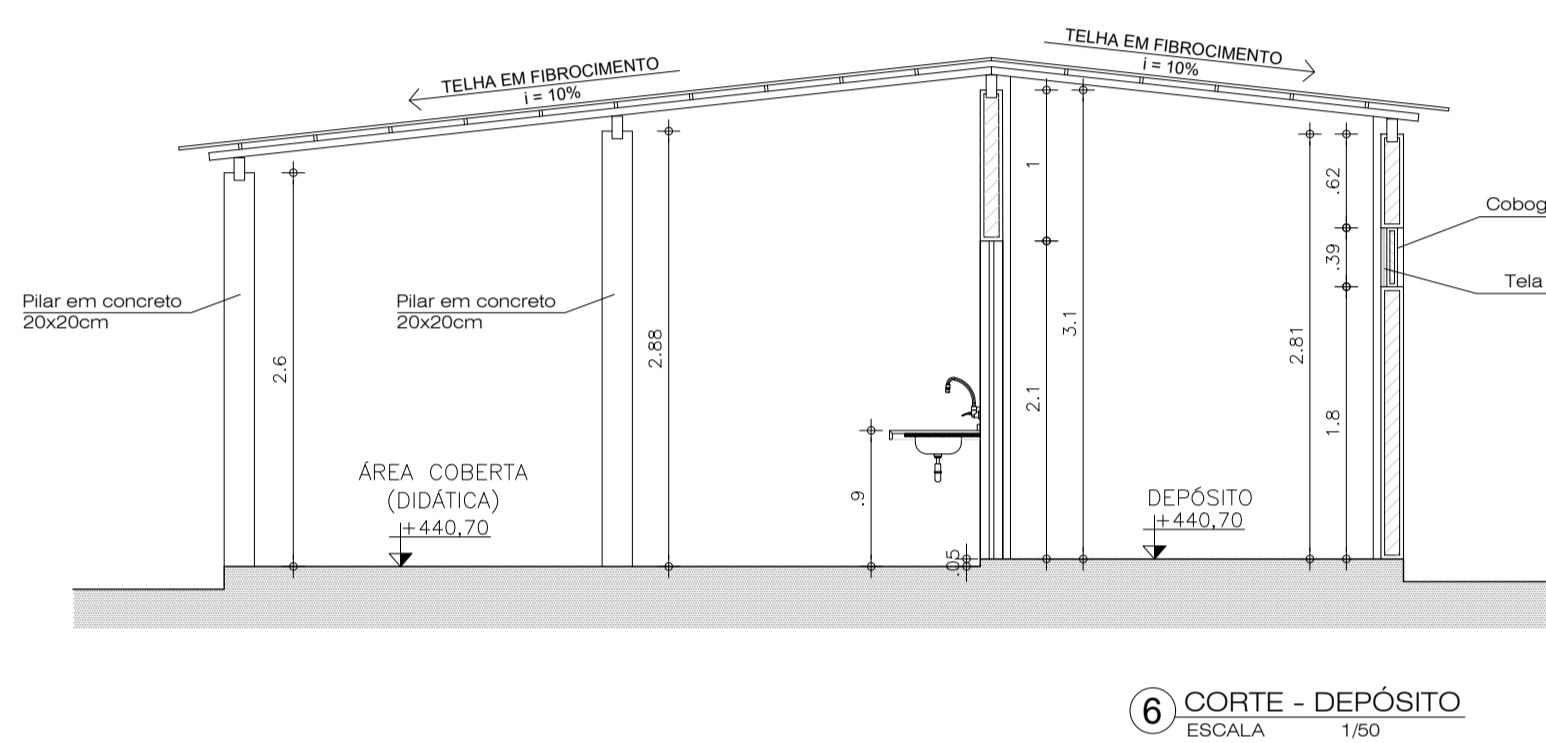 TELHA EM FIBROCIMENTO
i = 10%
TELHA EM FIBROCIMENTO
i = 10%
Pilar em concreto
20x20cm
Pilar em concreto
20x20cm
2.6
2.88
.9
.05
1
2.1
3.1
2.81
.62
.39
1.8
Cobog
Tela
ÁREA COBERTA
(DIDÁTICA)
+440,70
DEPÓSITO
+440,70
6 CORTE - DEPÓSITO
ESCALA 1/50